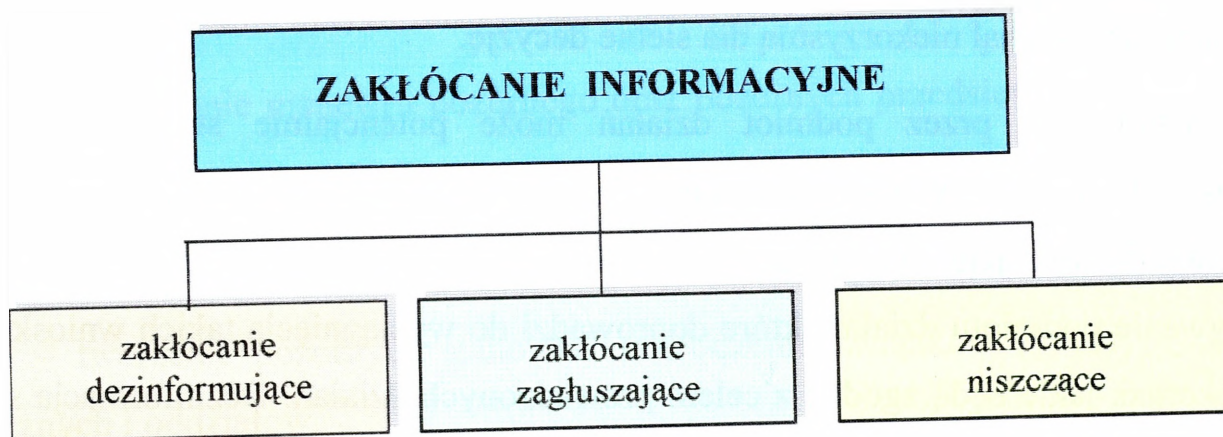 ZAKŁÓCANIE INFORMACYJNE
zakłócanie
dezinformujące
zakłócanie
zagłuszające
zakłócanie
niszczące